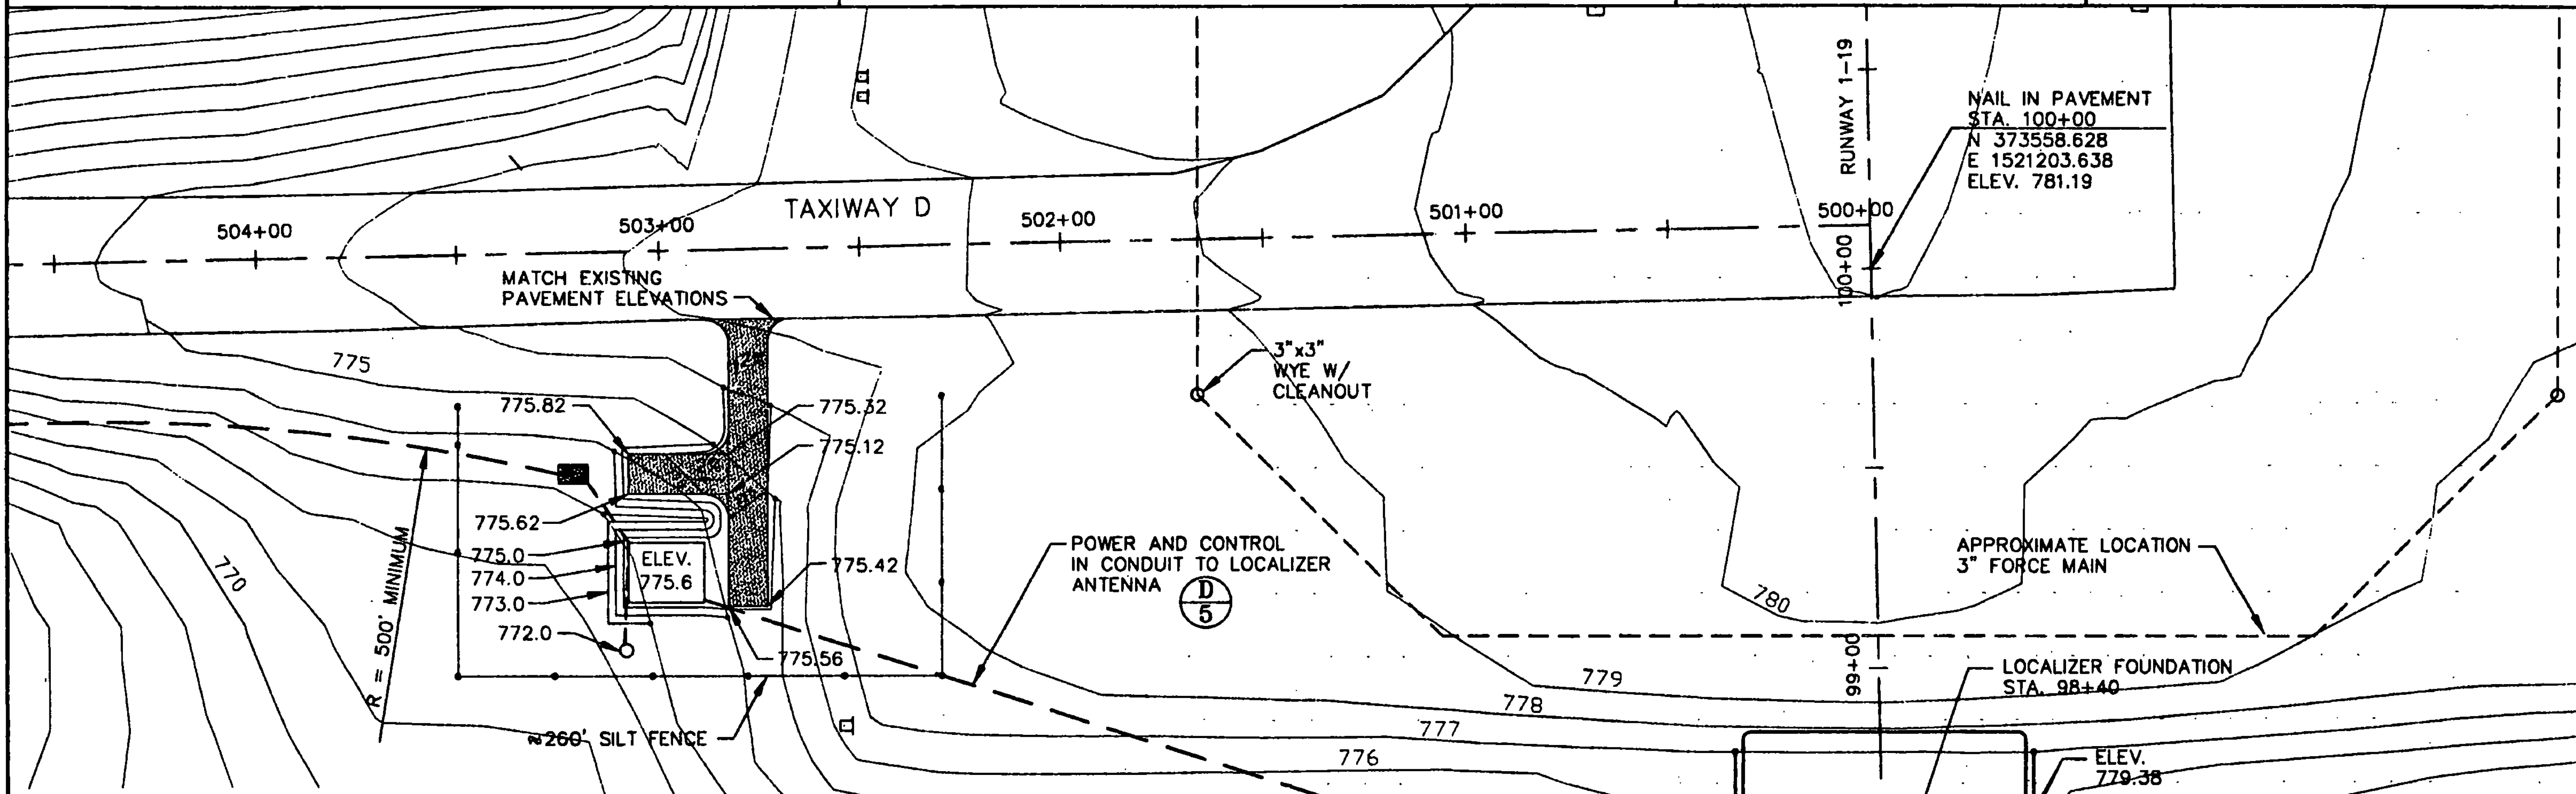 RUNWAY 1-19
NAIL IN PAVEMENT
STA. 100+00
N 373558.628
E 1521203.638
ELEV. 781.19
TAXIWAY D
504+00
503+00
502+00
501+00
500+00
100+00
MATCH EXISTING
PAVEMENT ELEVATIONS
775
3"x3"
WYE W/
CLEANOUT
775.82
775.32
775.12
775.62
775.0
774.0
773.0
772.0
ELEV.
775.6
775.42
775.56
770
R = 500' MINIMUM
≈260' SILT FENCE
POWER AND CONTROL
IN CONDUIT TO LOCALIZER
ANTENNA
D
5
APPROXIMATE LOCATION
3" FORCE MAIN
780
99+00
779
778
777
776
LOCALIZER FOUNDATION
STA. 98+40
ELEV.
779.38